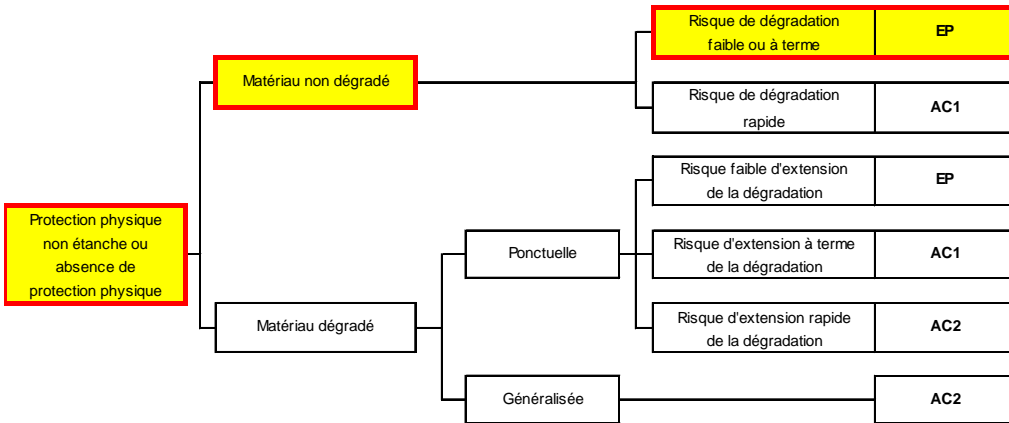 Risque de dégradation
faible ou à terme
EP
Matériau non dégradé
Risque de dégradation
rapide
AC1
Risque faible d'extension
de la dégradation
EP
Protection physique
non étanche ou
absence de
protection physique
Ponctuelle
Risque d'extension à terme
de la dégradation
AC1
Matériau dégradé
Risque d'extension rapide
de la dégradation
AC2
Généralisée
AC2